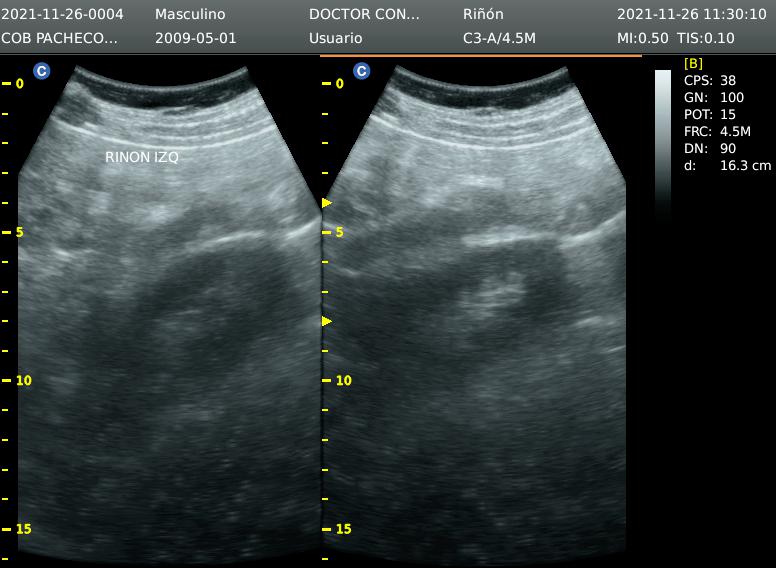 2021-11-26-0004 Masculino DOCTOR CON... Riñón 2021-11-26 11:30:10
COB PACHECO... 2009-05-01 Usuario C3-A/4.5M MI:0.50 TIS:0.10
[B]
CPS: 38
GN: 100
POT: 15
FRC: 4.5M
DN: 90
d: 16.3 cm
C
0
5
10
15
RINON IZQ
C
0
5
10
15